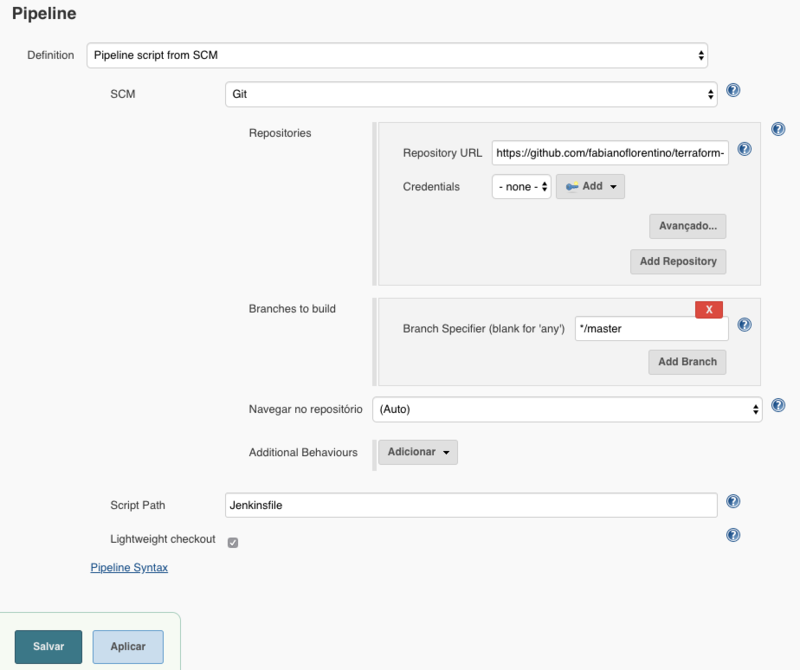 Pipeline
Definition Pipeline script from SCM
SCM Git
Repositories
Repository URL https://github.com/fabianoflorentino/terraform-
Credentials - none - Add
Avançado...
Add Repository
Branches to build
X
Branch Specifier (blank for 'any') */master
Add Branch
Navegar no repositório (Auto)
Additional Behaviours Adicionar
Script Path Jenkinsfile
Lightweight checkout
Pipeline Syntax
Salvar Aplicar